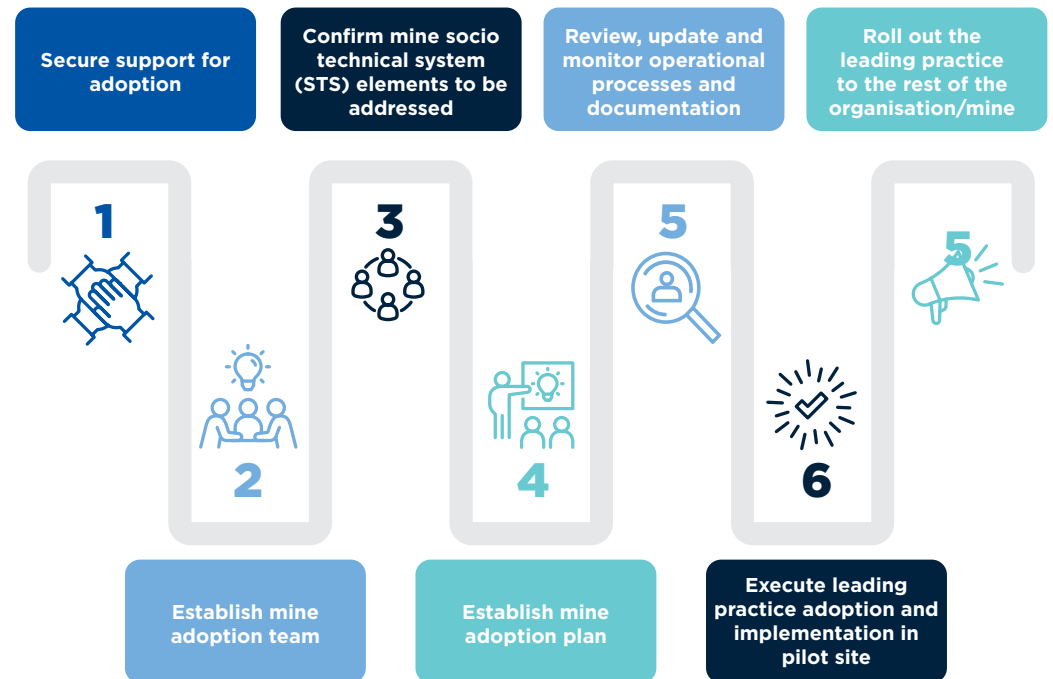 Secure support for
adoption
Confirm mine socio
technical system
(STS) elements to be
addressed
Review, update and
monitor operational
processes and
documentation
Roll out the
leading practice
to the rest of the
organisation/mine
1
3
5
5
2
4
6
Establish mine
adoption team
Establish mine
adoption plan
Execute leading
practice adoption and
implementation in
pilot site